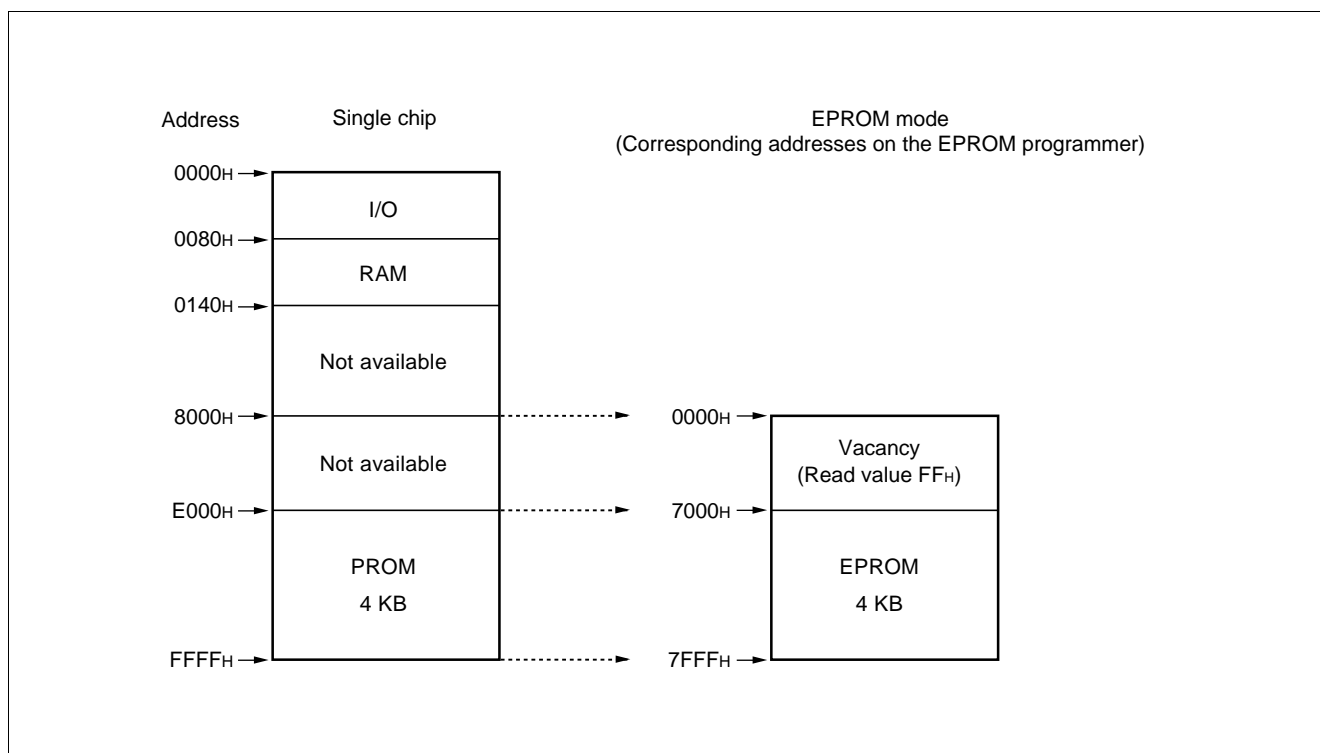 Address Single chip EPROM mode
(Corresponding addresses on the EPROM programmer)
0000H
I/O
0080H
RAM
0140H
Not available
8000H 0000H
Vacancy
Not available (Read value FFH)
E000H 7000H
PROM EPROM
4 KB 4 KB
FFFFH 7FFFH